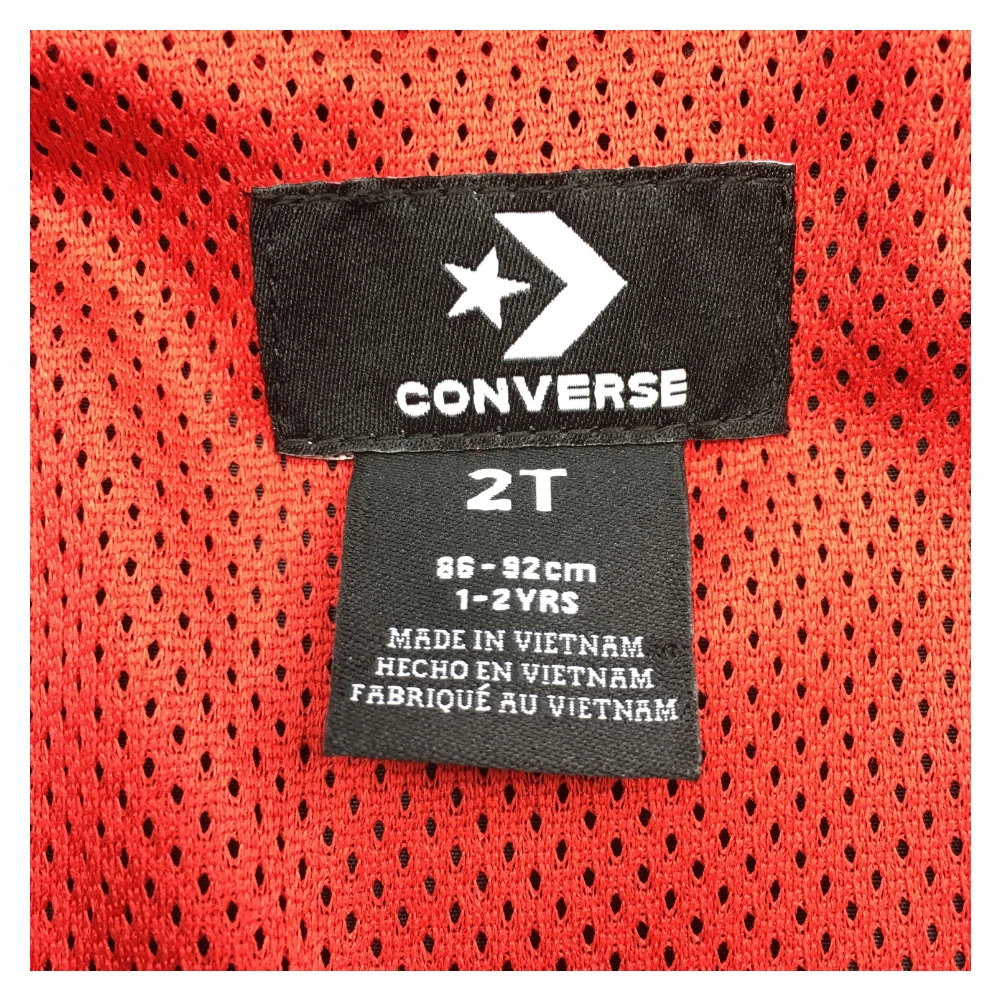 CONVERSE
2T
86-92cm
1-2YRS
MADE IN VIETNAM
HECHO EN VIETNAM
FABRIQUÉ AU VIETNAM